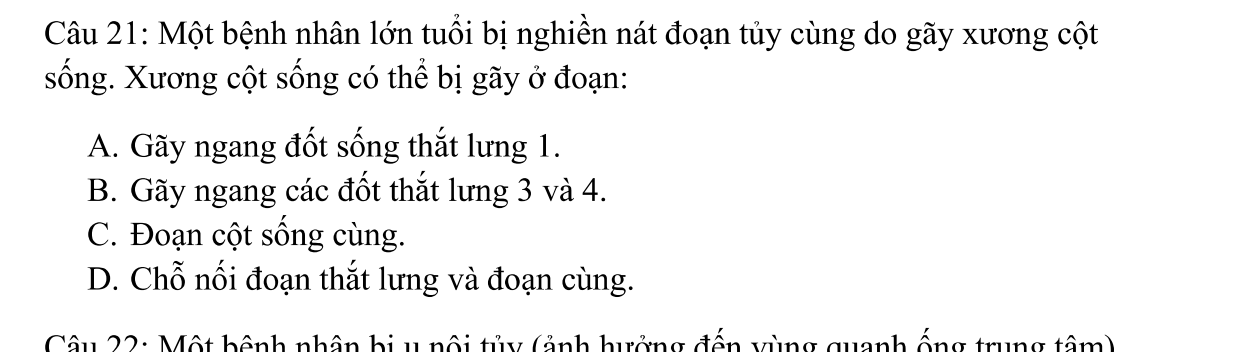 Câu 21: Một bệnh nhân lớn tuổi bị nghiền nát đoạn tủy cùng do gãy xương cột
sống. Xương cột sống có thể bị gãy ở đoạn:
A. Gãy ngang đốt sống thắt lưng 1.
B. Gãy ngang các đốt thắt lưng 3 và 4.
C. Đoạn cột sống cùng.
D. Chỗ nối đoạn thắt lưng và đoạn cùng.
Câu 22: Một bệnh nhân bị u nội tủy (ảnh hưởng đến vùng quanh ống trung tâm)